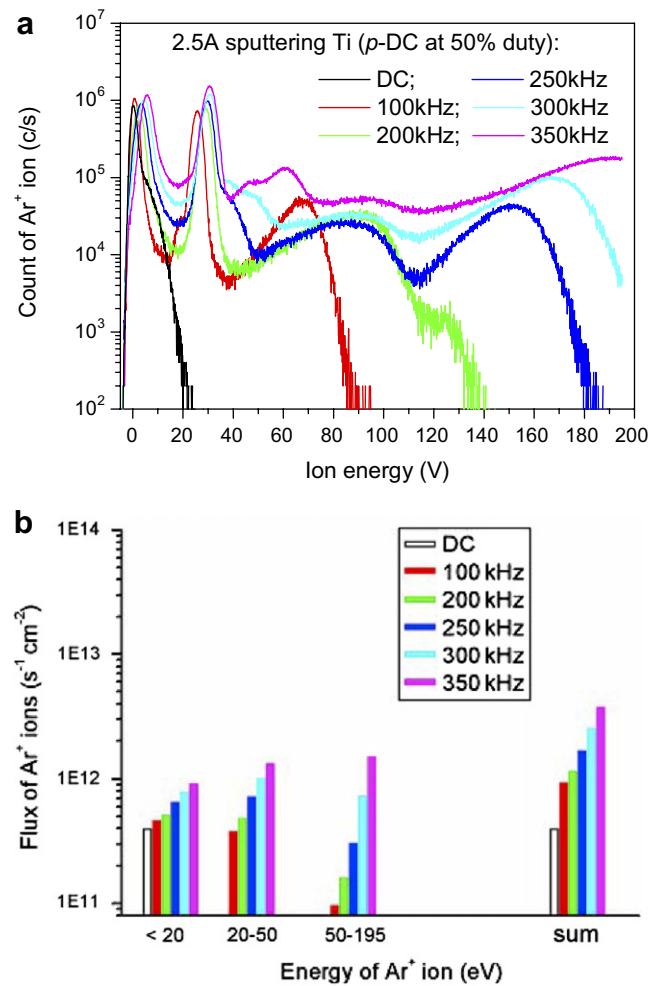 a
2.5A sputtering Ti (p-DC at 50% duty):
DC; 250kHz
100kHz; 300kHz
200kHz; 350kHz
Count of Ar⁺ ion (c/s)
10⁷
10⁶
10⁵
10⁴
10³
10²
0 20 40 60 80 100 120 140 160 180 200
Ion energy (V)
b
DC
100 kHz
200 kHz
250 kHz
300 kHz
350 kHz
Flux of Ar⁺ ions (s⁻¹ cm⁻²)
1E14
1E13
1E12
1E11
< 20 20-50 50-195 sum
Energy of Ar⁺ ion (eV)